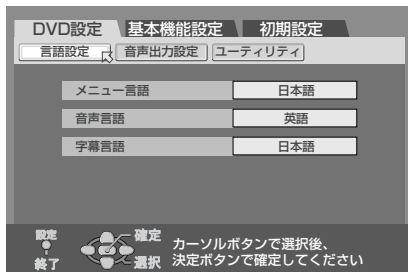 DVD設定 基本機能設定 初期設定
言語設定 音声出力設定 ユーティリティ
メニュー言語 日本語
音声言語 英語
字幕言語 日本語
設定 確定 カーソルボタンで選択後、
終了 選択 決定ボタンで確定してください